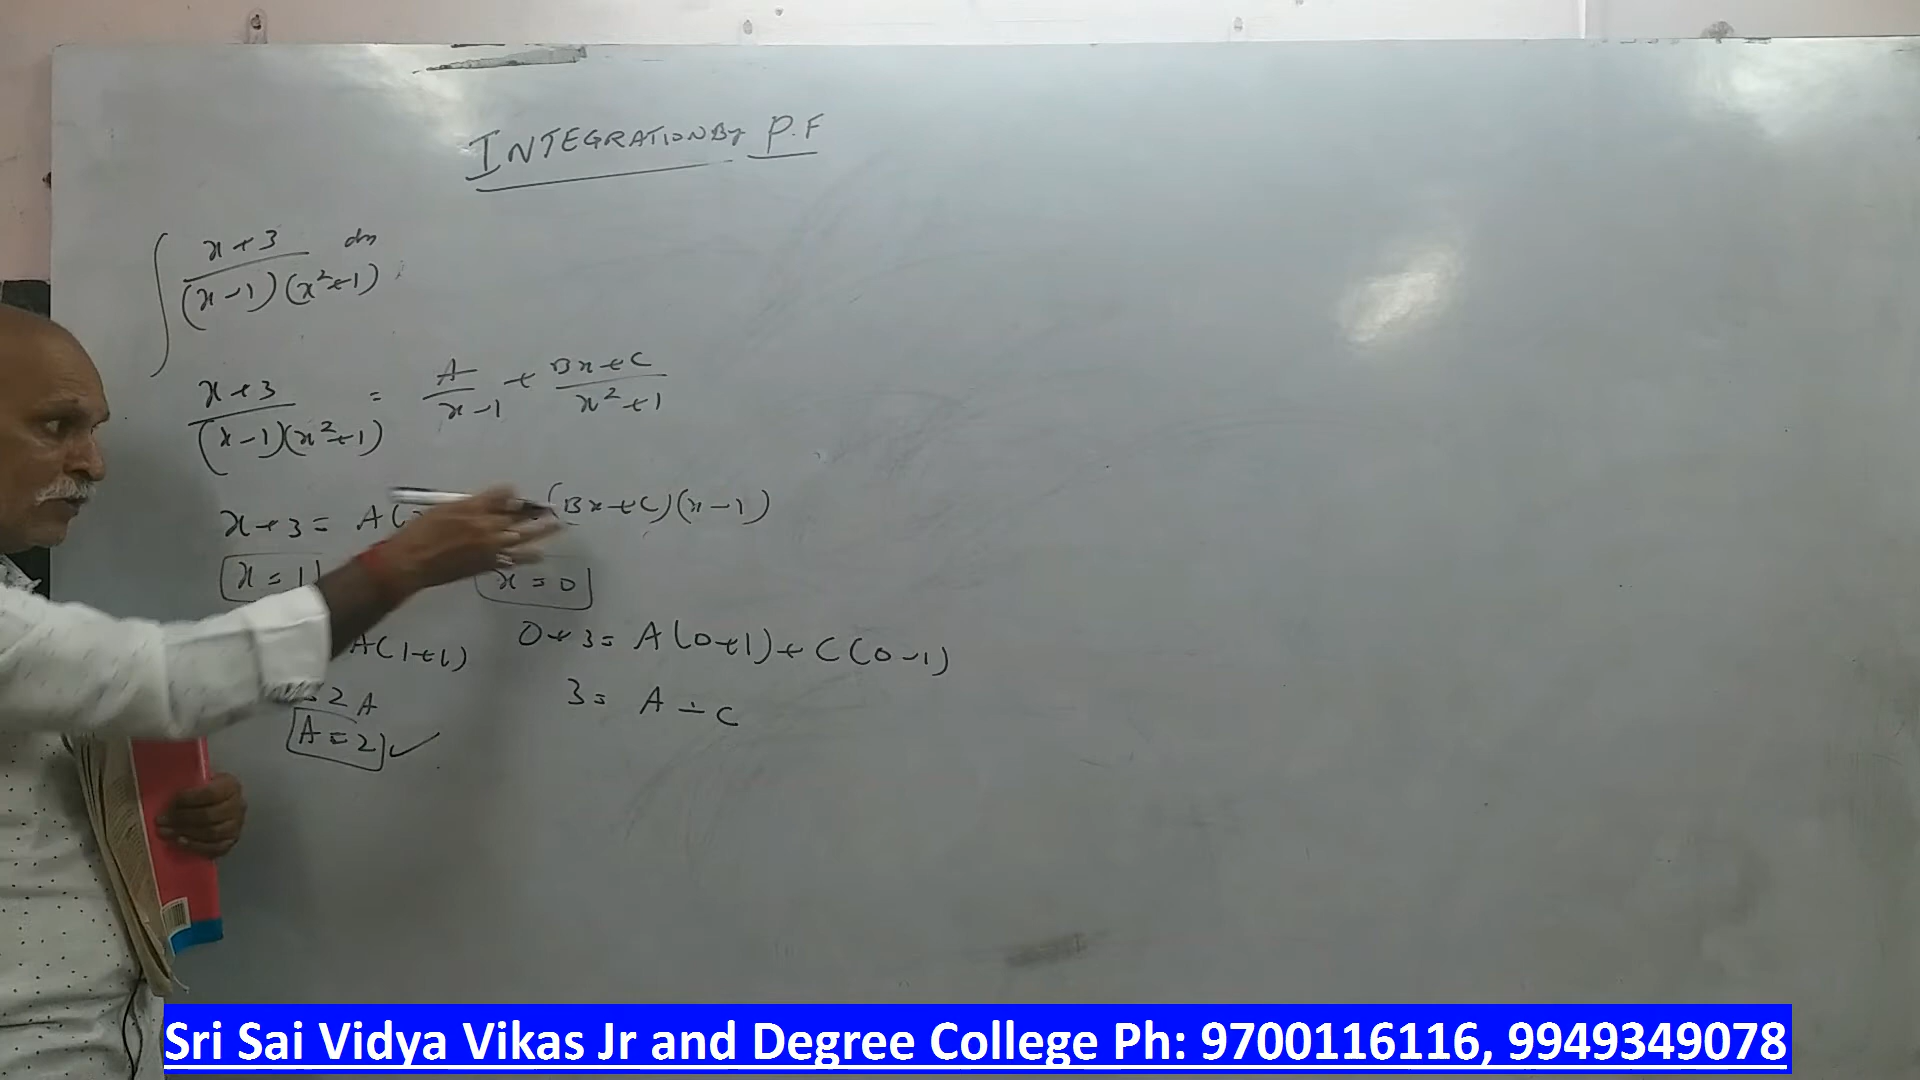 INTEGRATION By P.F
∫ x+3 / (x-1)(x²+1) dx
x+3 / (x-1)(x²+1) = A / x-1 + Bx+C / x²+1
x+3 = A( (Bx+C)(x-1)
x=1 x=0
A(1+1) 0+3 = A(0+1)+C(0-1)
2A 3 = A-C
A=2 ✓
Sri Sai Vidya Vikas Jr and Degree College Ph: 9700116116, 9949349078